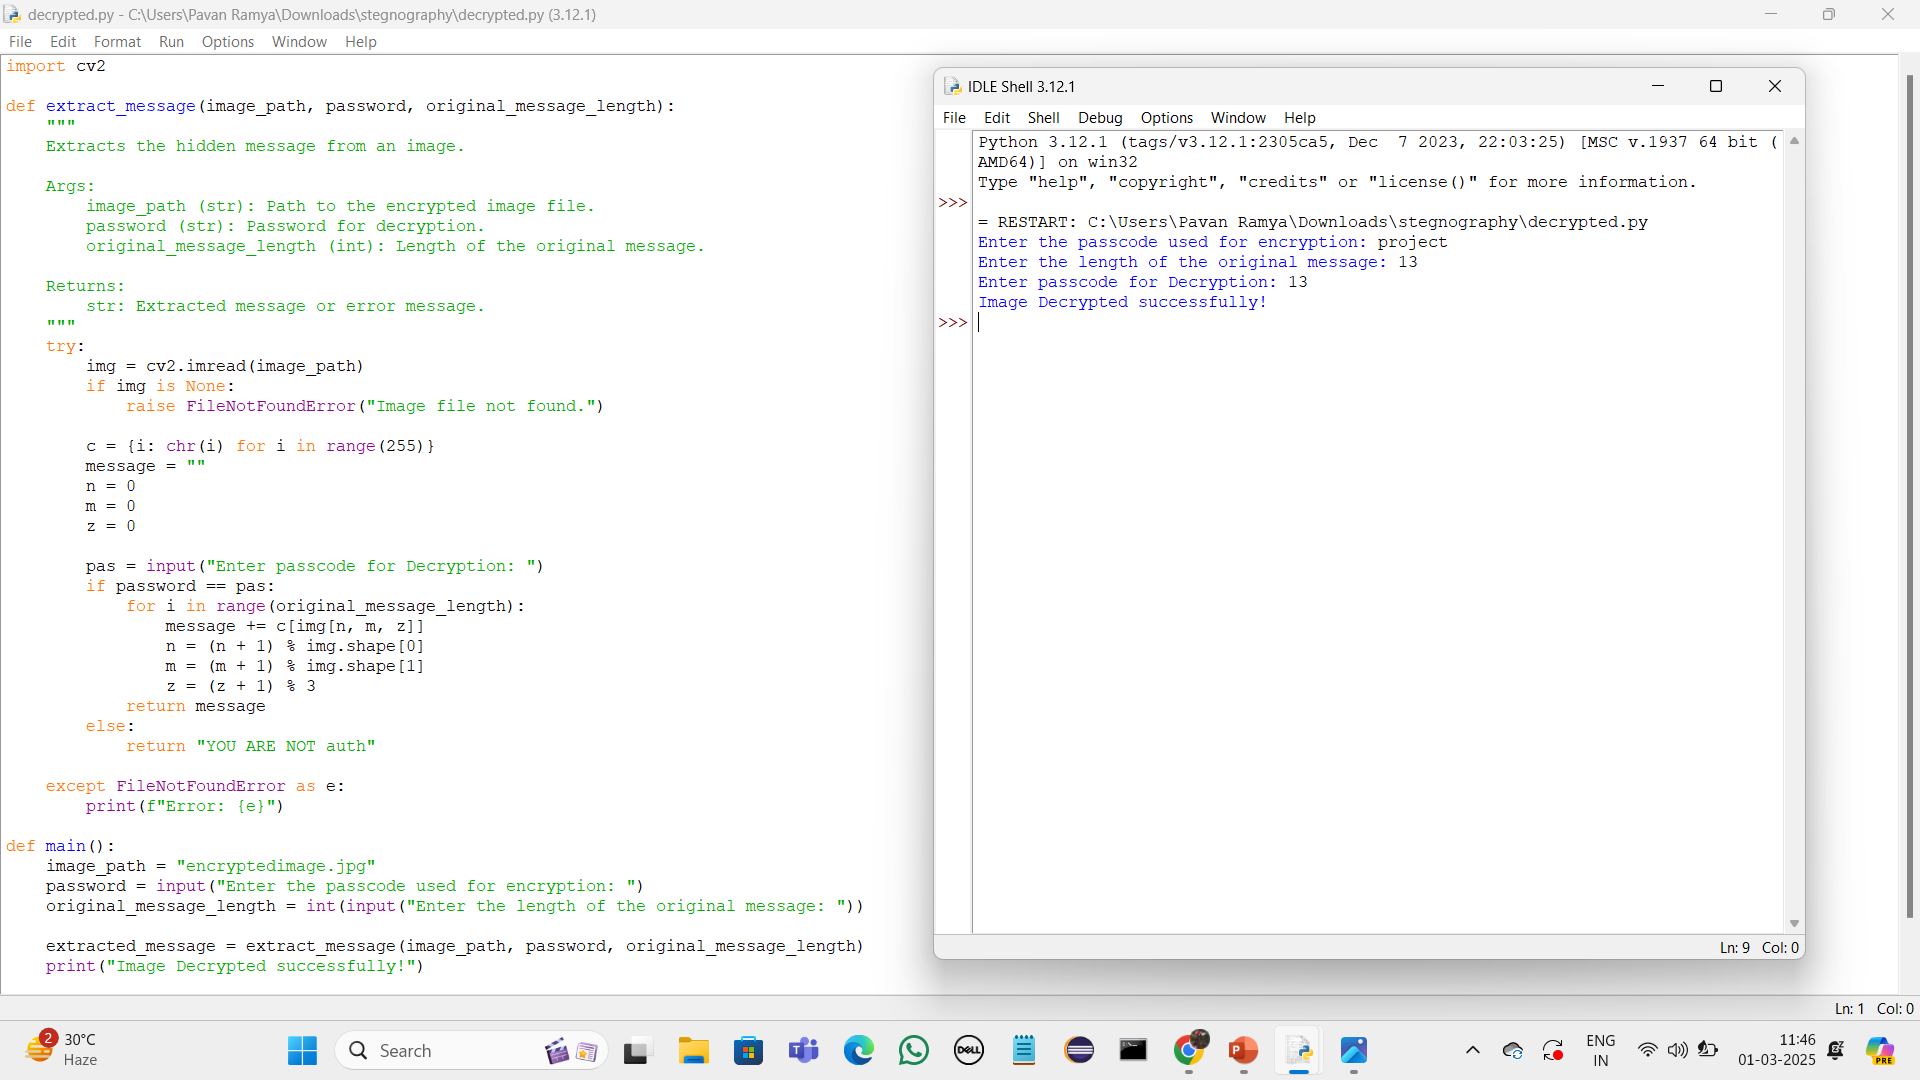 decrypted.py - C:\Users\Pavan Ramya\Downloads\stegnography\decrypted.py (3.12.1)
File Edit Format Run Options Window Help
import cv2
def extract_message(image_path, password, original_message_length):
    """
    Extracts the hidden message from an image.
    Args:
        image_path (str): Path to the encrypted image file.
        password (str): Password for decryption.
        original_message_length (int): Length of the original message.
    Returns:
        str: Extracted message or error message.
    """
    try:
        img = cv2.imread(image_path)
        if img is None:
            raise FileNotFoundError("Image file not found.")
        c = {i: chr(i) for i in range(255)}
        message = ""
        n = 0
        m = 0
        z = 0
        pas = input("Enter passcode for Decryption: ")
        if password == pas:
            for i in range(original_message_length):
                message += c[img[n, m, z]]
                n = (n + 1) % img.shape[0]
                m = (m + 1) % img.shape[1]
                z = (z + 1) % 3
            return message
        else:
            return "YOU ARE NOT auth"
    except FileNotFoundError as e:
        print(f"Error: {e}")
def main():
    image_path = "encryptedimage.jpg"
    password = input("Enter the passcode used for encryption: ")
    original_message_length = int(input("Enter the length of the original message: "))
    extracted_message = extract_message(image_path, password, original_message_length)
    print("Image Decrypted successfully!")
IDLE Shell 3.12.1
File Edit Shell Debug Options Window Help
Python 3.12.1 (tags/v3.12.1:2305ca5, Dec  7 2023, 22:03:25) [MSC v.1937 64 bit (
AMD64)] on win32
Type "help", "copyright", "credits" or "license()" for more information.
>>>
= RESTART: C:\Users\Pavan Ramya\Downloads\stegnography\decrypted.py
Enter the passcode used for encryption: project
Enter the length of the original message: 13
Enter passcode for Decryption: 13
Image Decrypted successfully!
>>>
Ln: 9 Col: 0
Ln: 1 Col: 0
2
30°C
Haze
Search
DELL
ENG
IN
11:46
01-03-2025
PRE